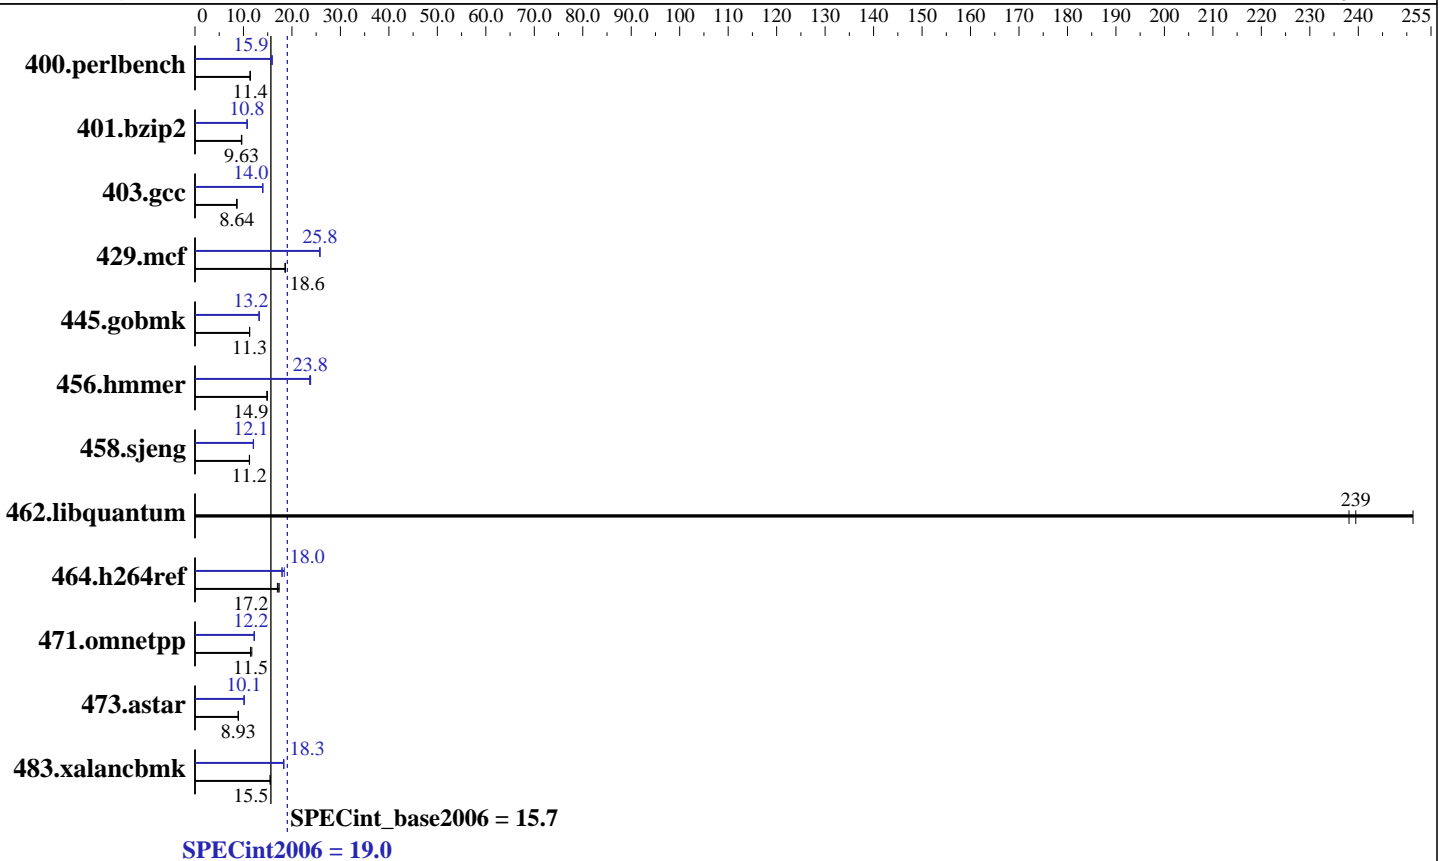 0 10.0 20.0 30.0 40.0 50.0 60.0 70.0 80.0 90.0 100 110 120 130 140 150 160 170 180 190 200 210 220 230 240 255
15.9
400.perlbench
11.4
10.8
401.bzip2
9.63
14.0
403.gcc
8.64
25.8
429.mcf
18.6
13.2
445.gobmk
11.3
23.8
456.hmmer
14.9
12.1
458.sjeng
11.2
239
462.libquantum
18.0
464.h264ref
17.2
12.2
471.omnetpp
11.5
10.1
473.astar
8.93
18.3
483.xalancbmk
15.5
SPECint_base2006 = 15.7
SPECint2006 = 19.0